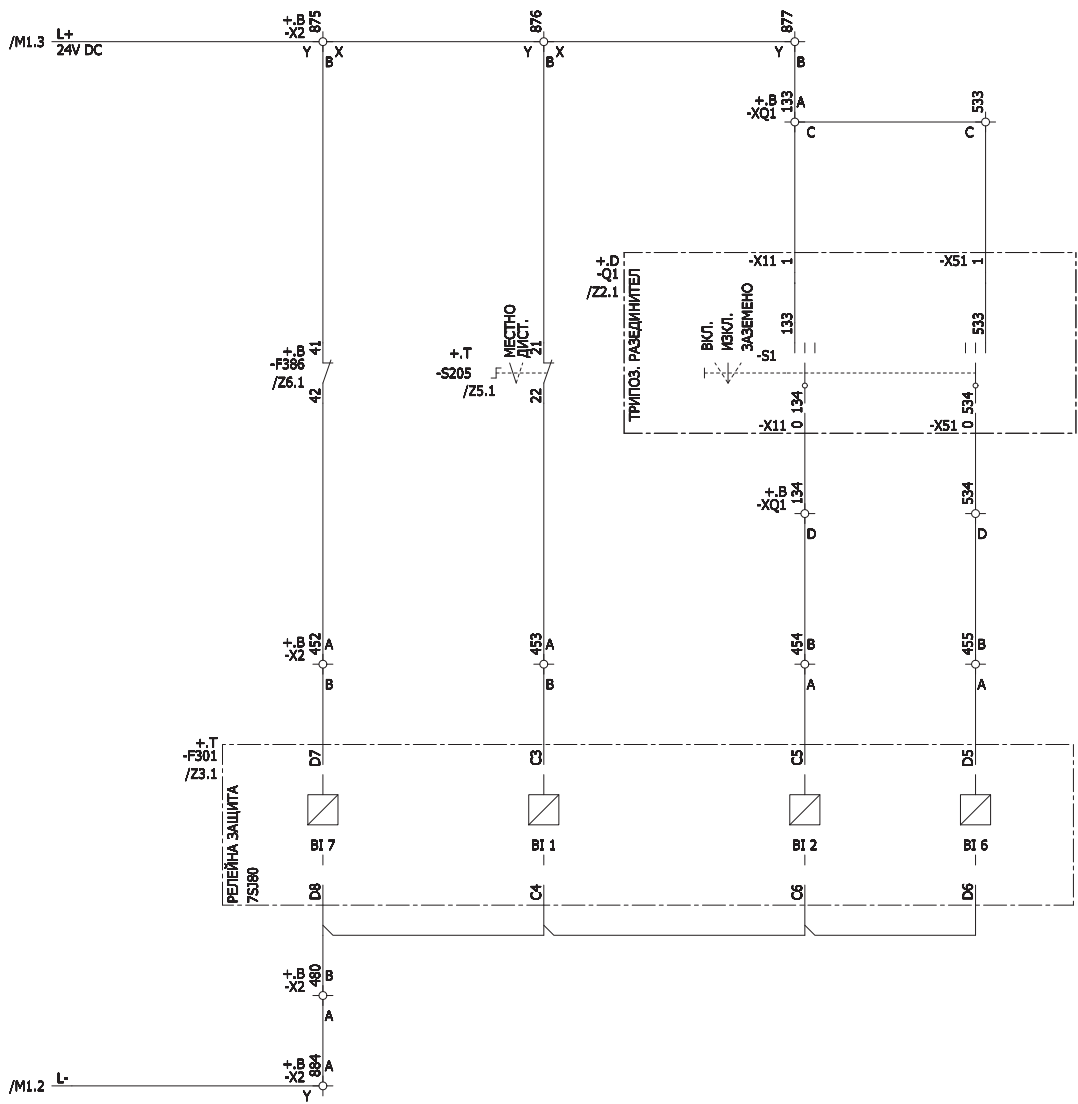 /M1.3
L+
24V DC
+.B
-X2
875
Y
X
B
876
Y
X
B
877
Y
B
+.B
-XQ1
133
A
C
533
C
+.D
-Q1
/Z2.1
ТРИПОЗ. РАЗЕДИНИТЕЛ
-X11
1
-X51
1
133
533
ВКЛ.
ИЗКЛ.
ЗАЗЕМЕНО
-S1
+.B
-F386
/Z6.1
41
42
+.T
-S205
/Z5.1
МЕСТНО
ДИСТ.
21
22
134
534
-X11
0
-X51
0
+.B
-XQ1
134
D
534
D
+.B
-X2
452
A
B
453
A
B
454
B
A
455
B
A
+.T
-F301
/Z3.1
РЕЛЕЙНА ЗАЩИТА
7SJ80
D7
C3
C5
D5
BI 7
BI 1
BI 2
BI 6
D8
C4
C6
D6
+.B
-X2
480
B
A
+.B
-X2
884
A
Y
/M1.2
L-